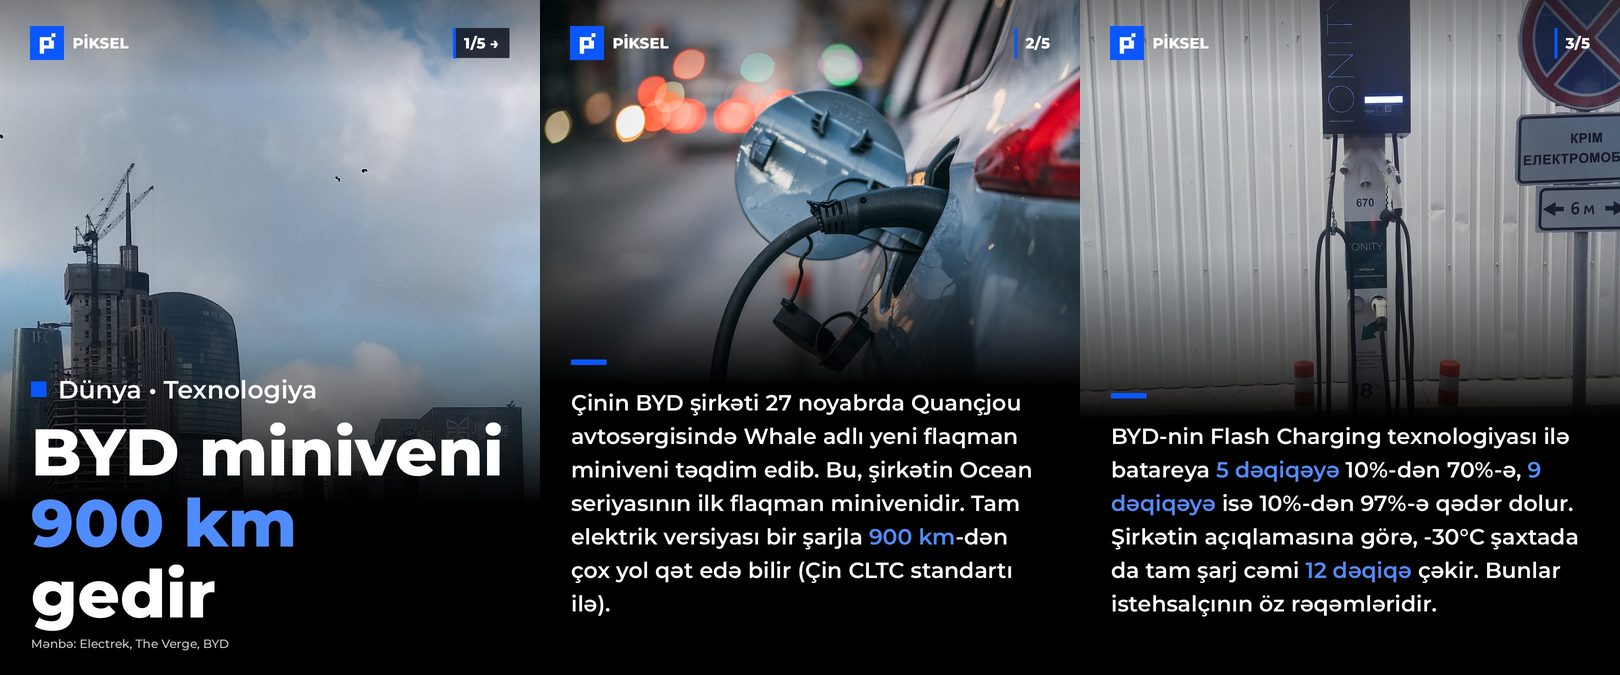 PİKSEL
1/5 →
Dünya • Texnologiya
BYD miniveni
900 km
gedir
Mənbə: Electrek, The Verge, BYD
PİKSEL
2/5
Çinin BYD şirkəti 27 noyabrda Quançjou
avtosərgisində Whale adlı yeni flaqman
miniveni təqdim edib. Bu, şirkətin Ocean
seriyasının ilk flaqman minivenidir. Tam
elektrik versiyası bir şarjla 900 km-dən
çox yol qət edə bilir (Çin CLTC standartı
ilə).
PİKSEL
3/5
IONITY
КРІМ
ЕЛЕКТРОМОБ
6 м
670
IONITY
BYD-nin Flash Charging texnologiyası ilə
batareya 5 dəqiqəyə 10%-dən 70%-ə, 9
dəqiqəyə isə 10%-dən 97%-ə qədər dolur.
Şirkətin açıqlamasına görə, -30°C şaxtada
da tam şarj cəmi 12 dəqiqə çəkir. Bunlar
istehsalçının öz rəqəmləridir.